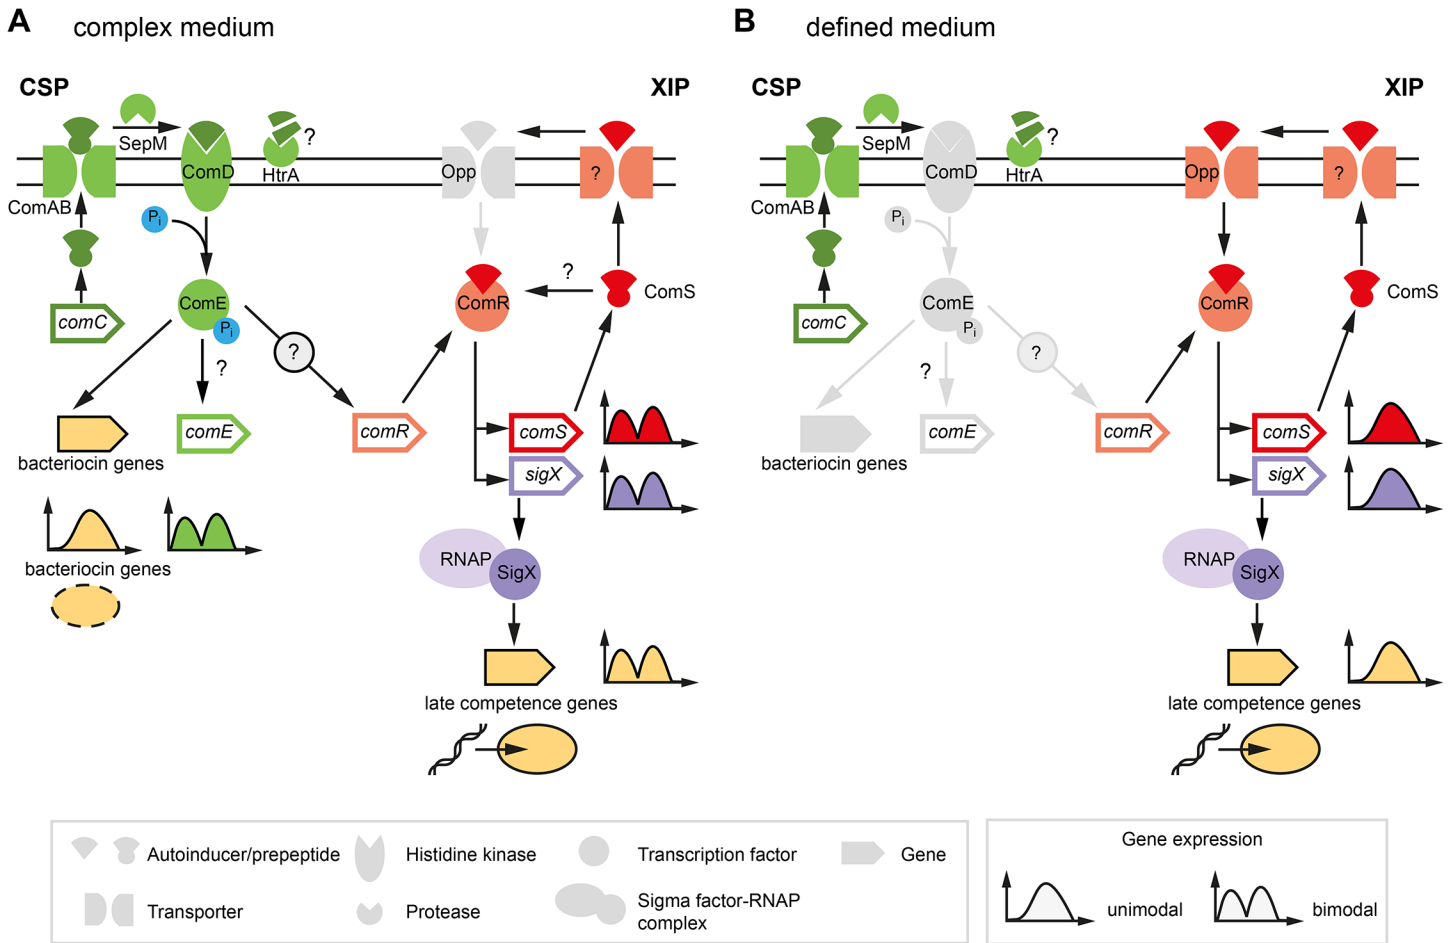 A complex medium
CSP
XIP
SepM
?
HtrA
ComD
Opp
?
ComAB
Pi
?
ComS
ComE
ComR
Pi
comC
?
?
comE
comR
comS
bacteriocin genes
sigX
bacteriocin genes
RNAP
SigX
late competence genes
B defined medium
CSP
XIP
SepM
?
HtrA
ComD
Opp
?
ComAB
Pi
ComS
ComE
ComR
Pi
comC
?
?
comE
comR
comS
bacteriocin genes
sigX
RNAP
SigX
late competence genes
Autoinducer/prepeptide
Histidine kinase
Transcription factor
Gene
Transporter
Protease
Sigma factor-RNAP
complex
Gene expression
unimodal
bimodal